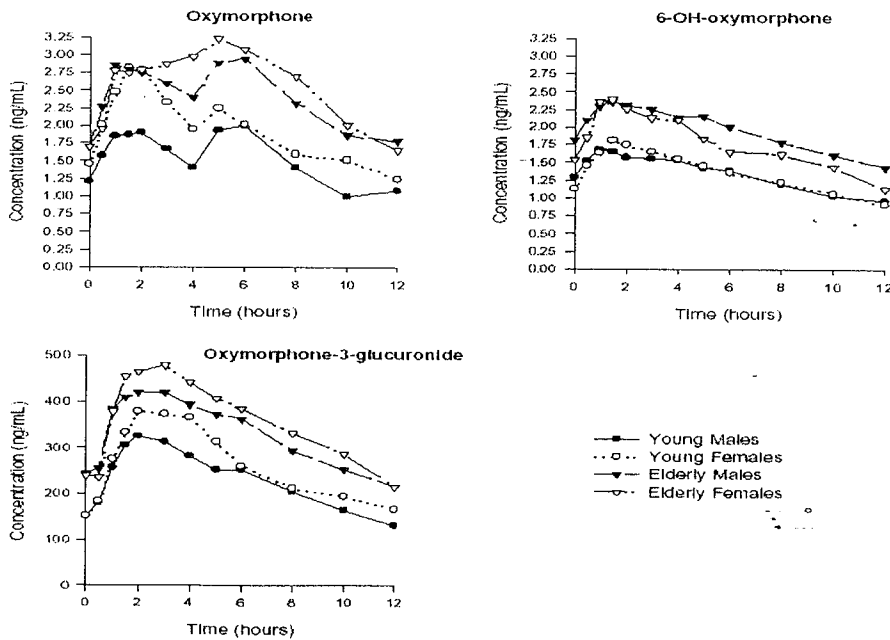 Oxymorphone
3.25
3.00
2.75
2.50
2.25
2.00
1.75
1.50
1.25
1.00
0.75
0.50
0.25
0.00
Concentration (ng/mL)
0 2 4 6 8 10 12
Time (hours)
6-OH-oxymorphone
3.25
3.00
2.75
2.50
2.25
2.00
1.75
1.50
1.25
1.00
0.75
0.50
0.25
0.00
Concentration (ng/mL)
0 2 4 6 8 10 12
Time (hours)
Oxymorphone-3-glucuronide
500
400
300
200
100
0
Concentration (ng/mL)
0 2 4 6 8 10 12
Time (hours)
Young Males
Young Females
Elderly Males
Elderly Females